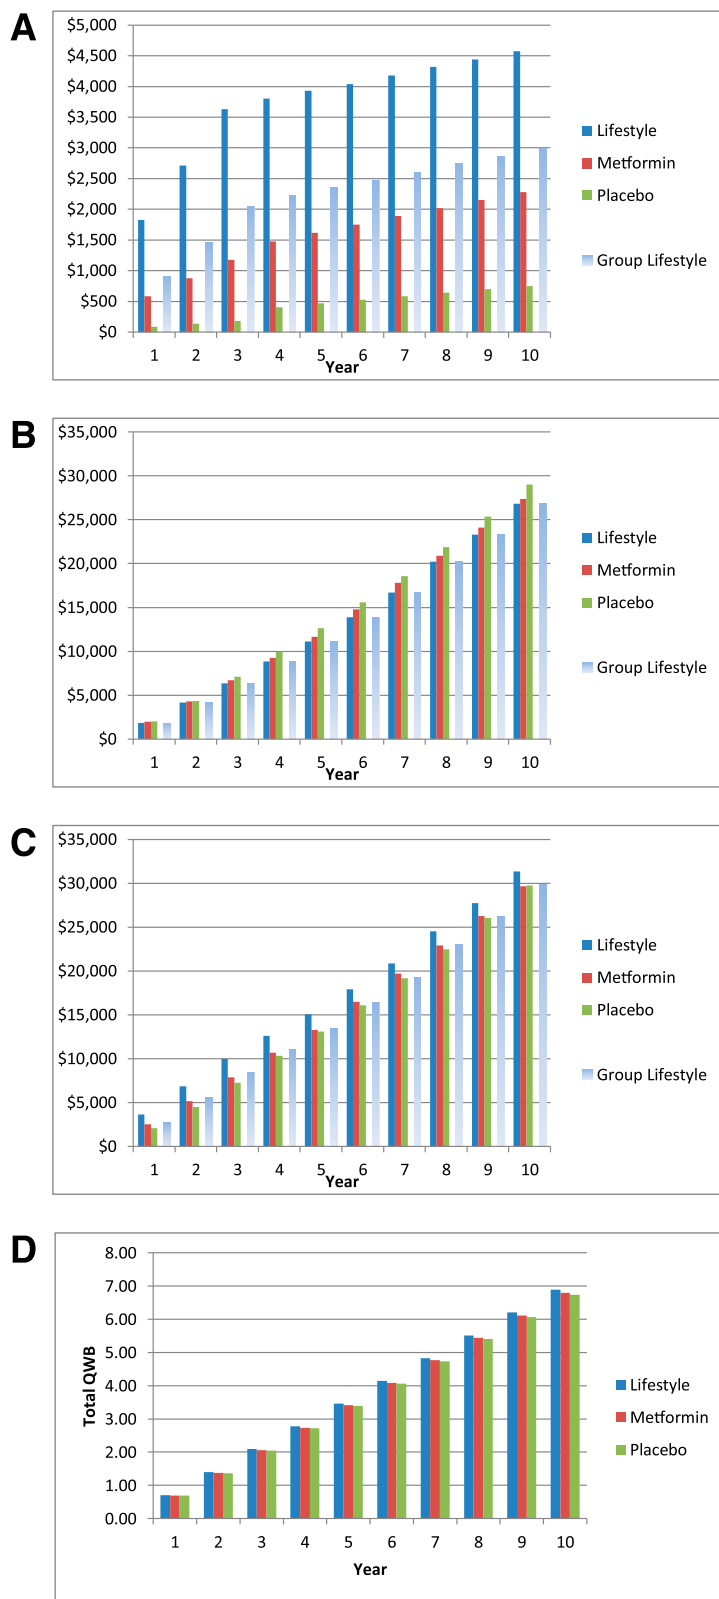 A
$5,000
$4,500
$4,000
$3,500
$3,000
$2,500
$2,000
$1,500
$1,000
$500
$0
1 2 3 4 5 6 7 8 9 10
Year
Lifestyle
Metformin
Placebo
Group Lifestyle
B
$35,000
$30,000
$25,000
$20,000
$15,000
$10,000
$5,000
$0
1 2 3 4 5 6 7 8 9 10
Year
Lifestyle
Metformin
Placebo
Group Lifestyle
C
$35,000
$30,000
$25,000
$20,000
$15,000
$10,000
$5,000
$0
1 2 3 4 5 6 7 8 9 10
Year
Lifestyle
Metformin
Placebo
Group Lifestyle
D
Total QWB
8.00
7.00
6.00
5.00
4.00
3.00
2.00
1.00
0.00
1 2 3 4 5 6 7 8 9 10
Year
Lifestyle
Metformin
Placebo